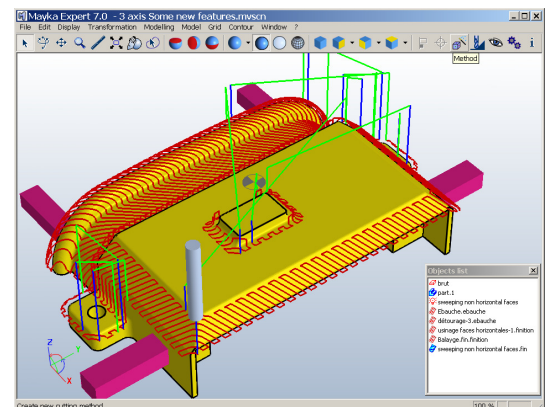 Mayka Expert 7.0 - 3 axis Some new features.mvscn
File Edit Display Transformation Modelling Model Grid Contour Window ?
Method
Objects list
brut
part.1
sweeping non horizontal faces
Ebauche.ebauche
détourage-3.ebauche
usinage faces horizontales-1.finition
Balayge.fin.finition
sweeping non horizontal faces.fin
Z
Y
X
Create new cutting method
100 %